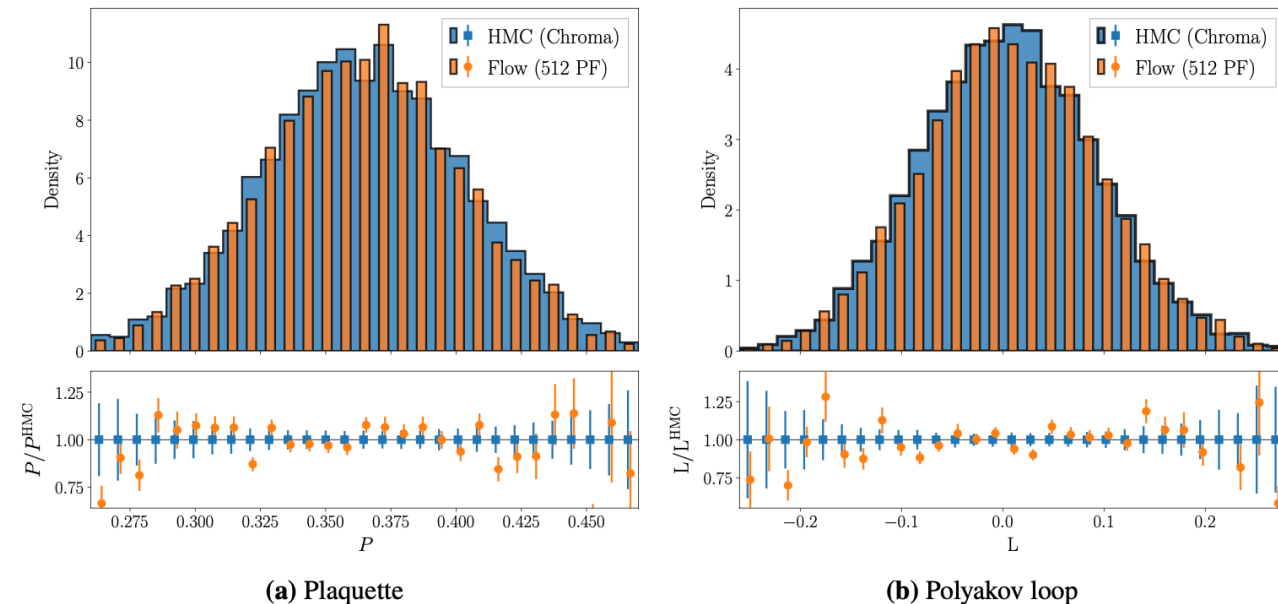 HMC (Chroma)
Flow (512 PF)
Density
10
8
6
4
2
0
P/P^HMC
1.25
1.00
0.75
0.275
0.300
0.325
0.350
0.375
0.400
0.425
0.450
P
(a) Plaquette
HMC (Chroma)
Flow (512 PF)
Density
4
3
2
1
0
L/L^HMC
1.25
1.00
0.75
−0.2
−0.1
0.0
0.1
0.2
L
(b) Polyakov loop